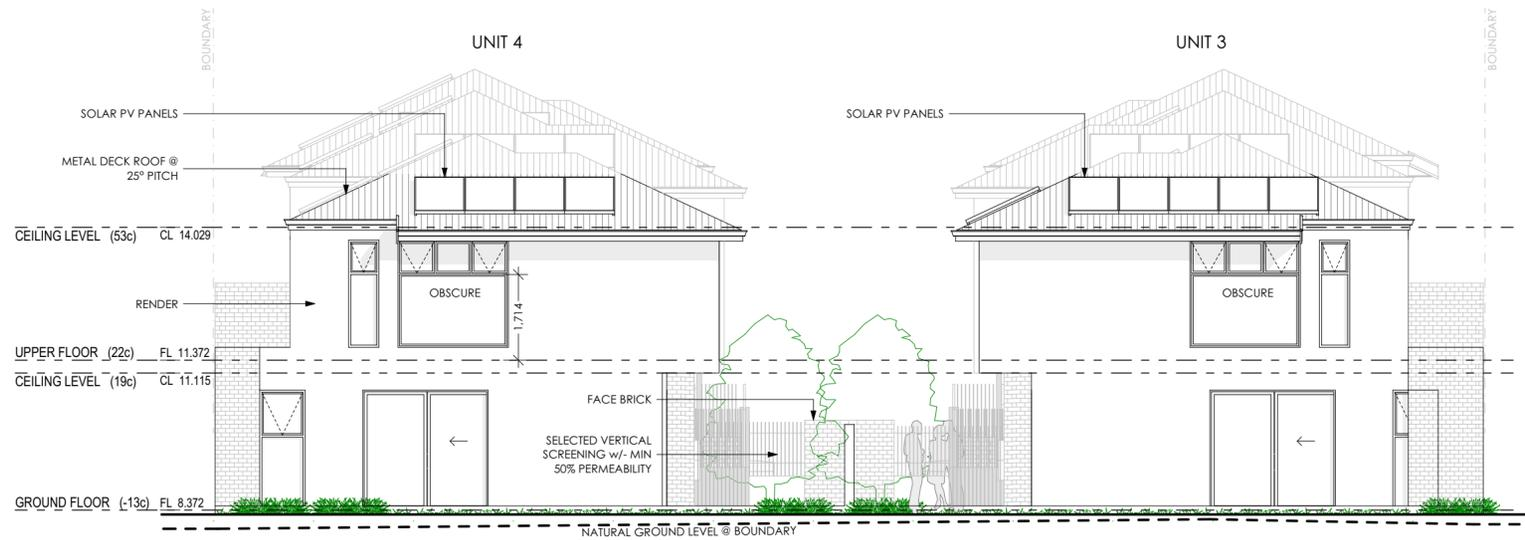 UNIT 4
UNIT 3
BOUNDARY
BOUNDARY
SOLAR PV PANELS
SOLAR PV PANELS
METAL DECK ROOF @
25° PITCH
CEILING LEVEL (53c) CL 14.029
OBSCURE
OBSCURE
RENDER
1,714
UPPER FLOOR (22c) FL 11.372
CEILING LEVEL (19c) CL 11.115
FACE BRICK
SELECTED VERTICAL
SCREENING w/- MIN
50% PERMEABILITY
GROUND FLOOR (-13c) FL 8.372
NATURAL GROUND LEVEL @ BOUNDARY